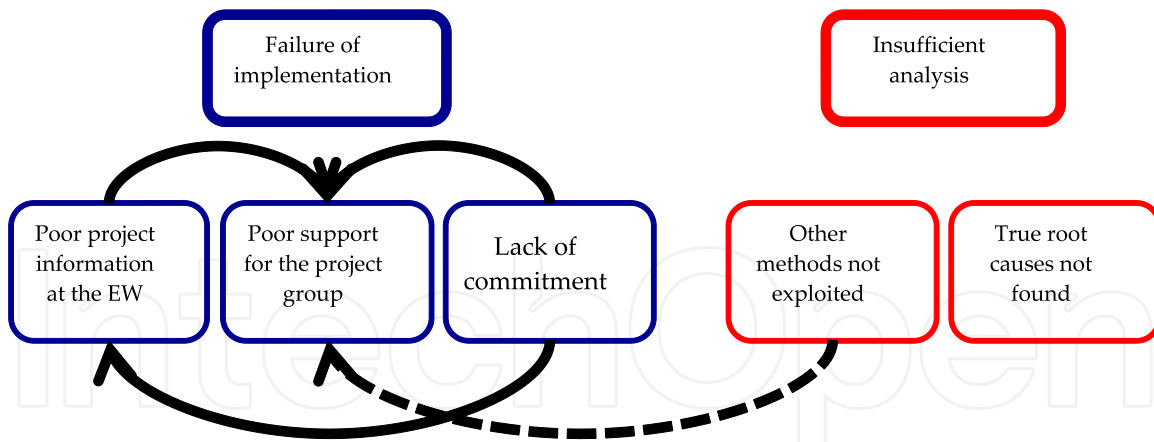 Failure of
implementation
Insufficient
analysis
Poor project
information
at the EW
Poor support
for the project
group
Lack of
commitment
Other
methods not
exploited
True root
causes not
found
IntechOpen